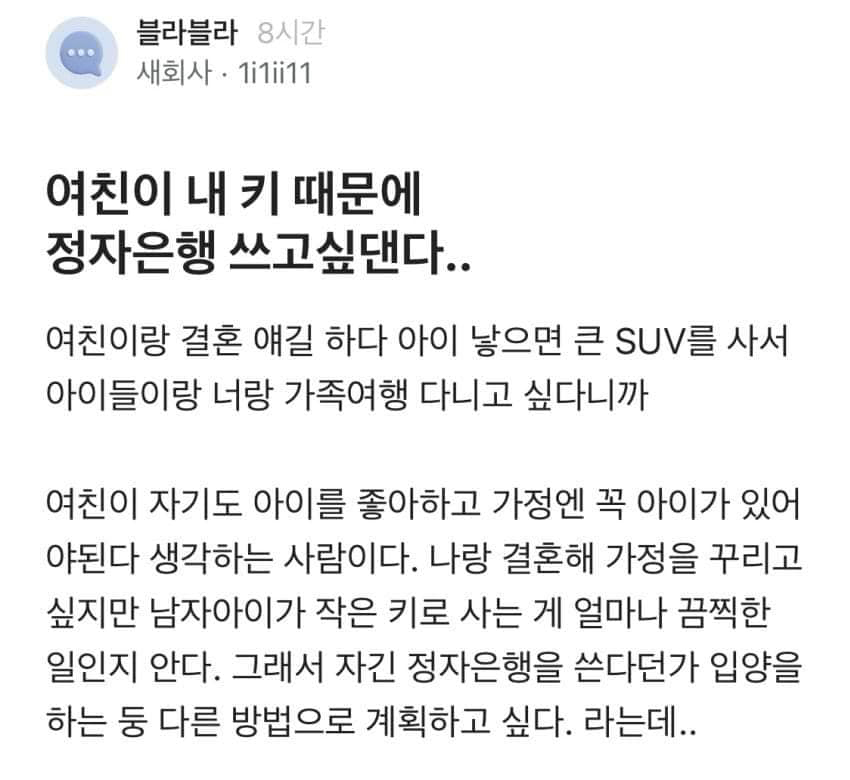 블라블라 8시간
새회사 · 1i1ii11
여친이 내 키 때문에
정자은행 쓰고싶댄다..
여친이랑 결혼 얘길 하다 아이 낳으면 큰 SUV를 사서
아이들이랑 너랑 가족여행 다니고 싶다니까
여친이 자기도 아이를 좋아하고 가정엔 꼭 아이가 있어
야된다 생각하는 사람이다. 나랑 결혼해 가정을 꾸리고
싶지만 남자아이가 작은 키로 사는 게 얼마나 끔찍한
일인지 안다. 그래서 자긴 정자은행을 쓴다던가 입양을
하는 둥 다른 방법으로 계획하고 싶다. 라는데..